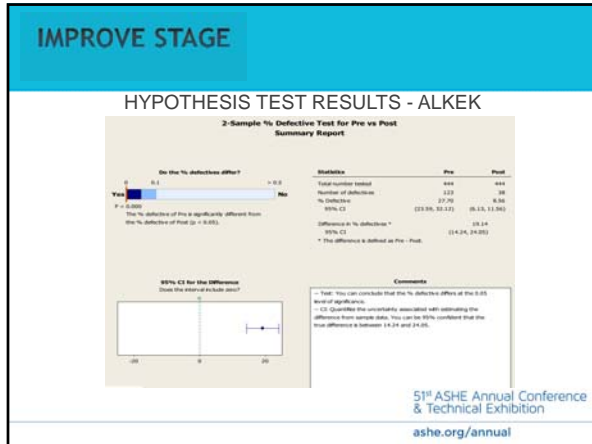 IMPROVE STAGE
HYPOTHESIS TEST RESULTS - ALKEK
2-Sample % Defective Test for Pre vs Post
Summary Report
Do the % defectives differ?
0 0.1 > 0.5
Yes No
P = 0.000
The % defective of Pre is significantly different from
the % defective of Post (p < 0.05).
Statistics Pre Post
Total number tested 444 444
Number of defectives 123 38
% Defective 27.70 8.56
95% CI (23.59, 32.12) (6.13, 11.56)
Difference in % defectives * 19.14
95% CI (14.24, 24.05)
* The difference is defined as Pre - Post.
95% CI for the Difference
Does the interval include zero?
0
-20 0 20
Comments
-- Test: You can conclude that the % defective differs at the 0.05
level of significance.
-- CI: Quantifies the uncertainty associated with estimating the
difference from sample data. You can be 95% confident that the
true difference is between 14.24 and 24.05.
51st ASHE Annual Conference
& Technical Exhibition
ashe.org/annual